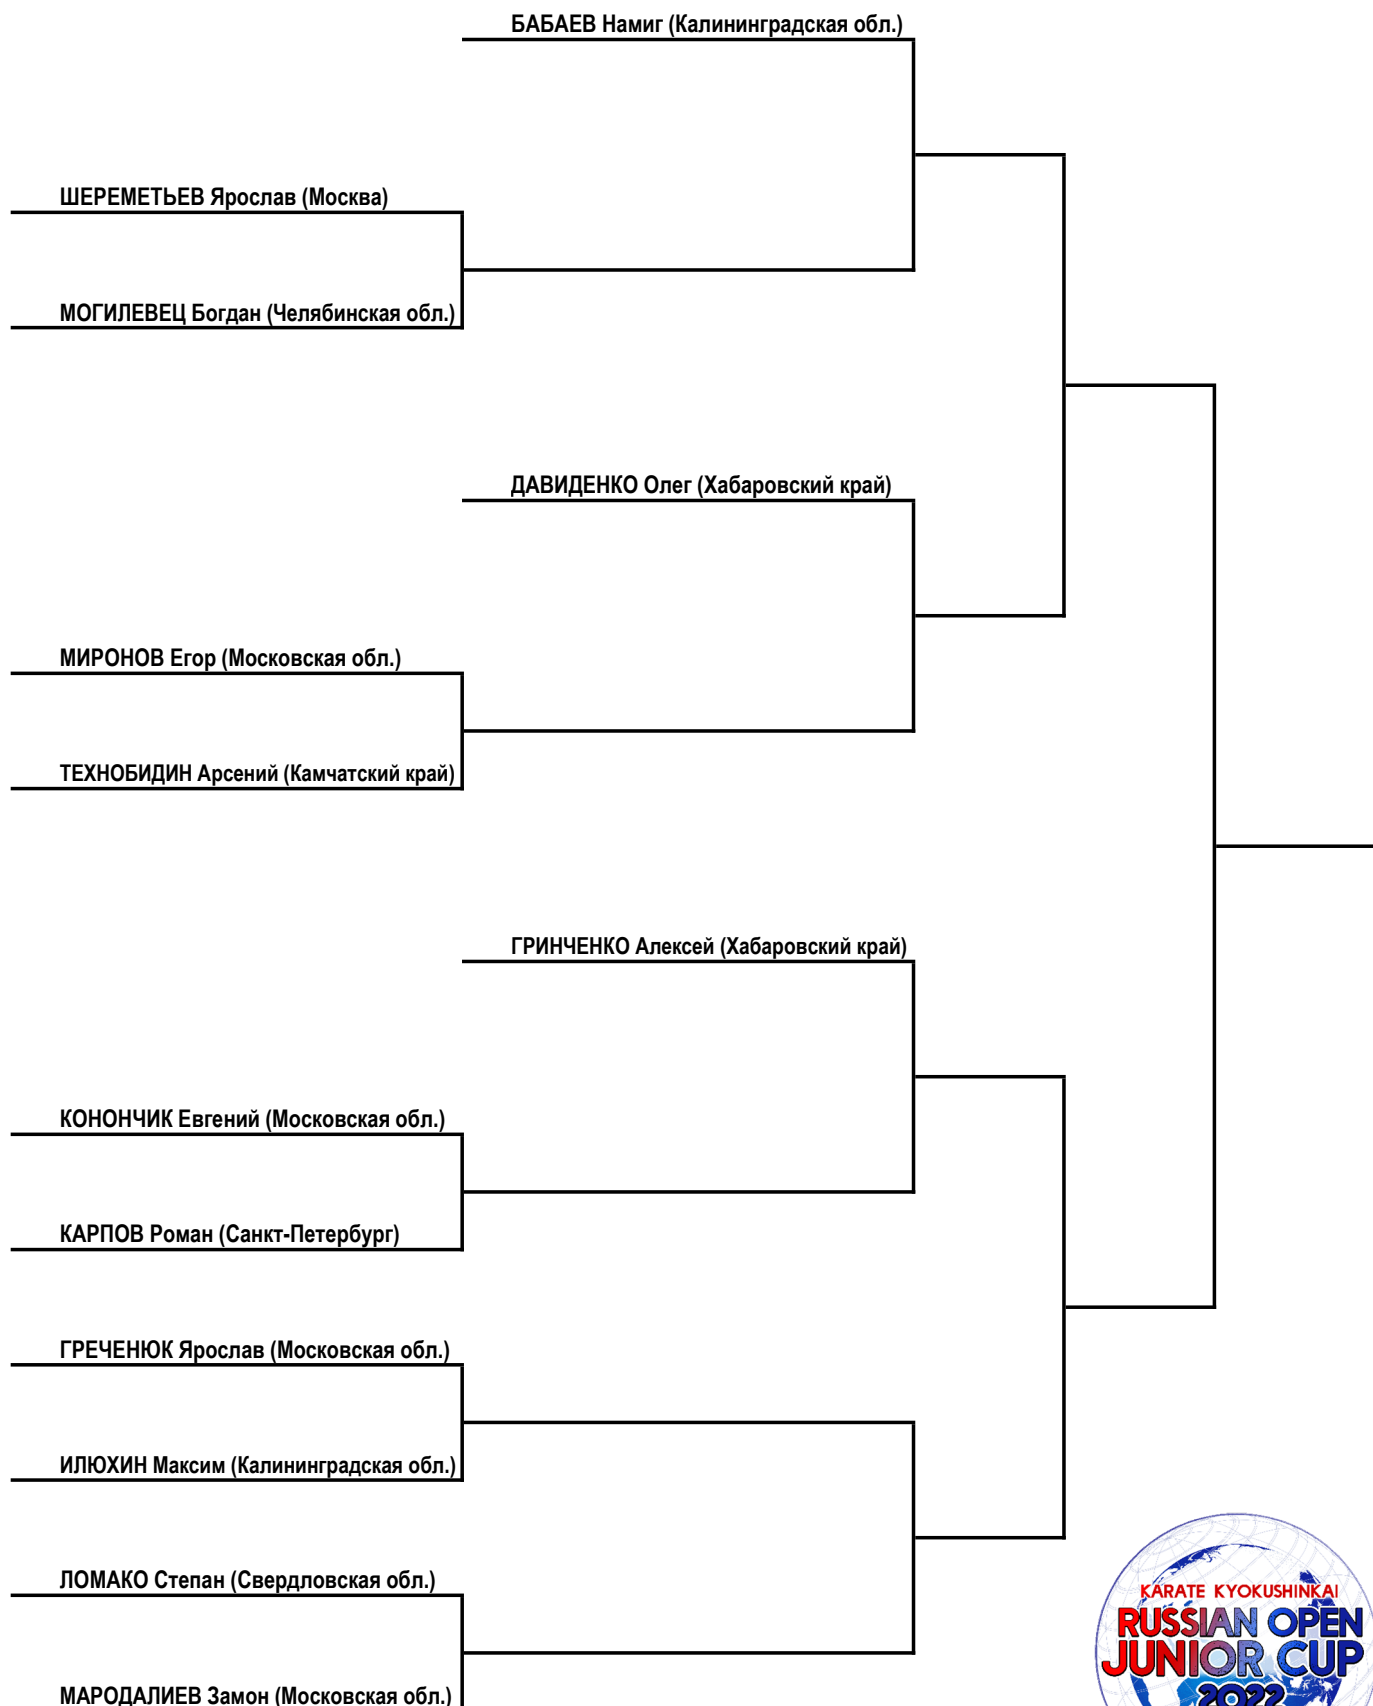 БАБАЕВ Намиг (Калининградская обл.)
ШЕРЕМЕТЬЕВ Ярослав (Москва)
МОГИЛЕВЕЦ Богдан (Челябинская обл.)
ДАВИДЕНКО Олег (Хабаровский край)
МИРОНОВ Егор (Московская обл.)
ТЕХНОБИДИН Арсений (Камчатский край)
ГРИНЧЕНКО Алексей (Хабаровский край)
КОНОНЧИК Евгений (Московская обл.)
КАРПОВ Роман (Санкт-Петербург)
ГРЕЧЕНЮК Ярослав (Московская обл.)
ИЛЮХИН Максим (Калининградская обл.)
ЛОМАКО Степан (Свердловская обл.)
KARATE KYOKUSHINKAI
RUSSIAN OPEN
JUNIOR CUP
2022
МАРОДАЛИЕВ Замон (Московская обл.)